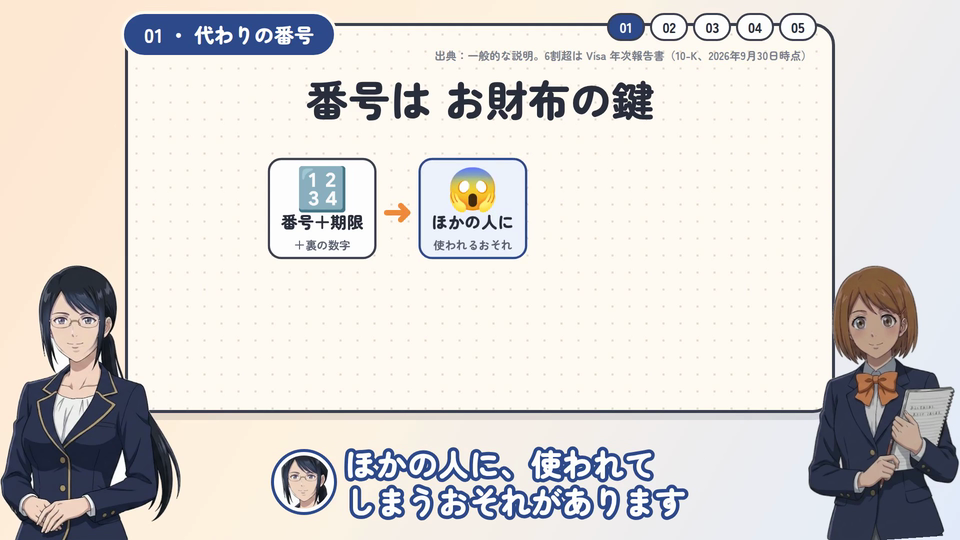 01 ・ 代わりの番号
01 02 03 04 05
出典：一般的な説明。6割超は Visa 年次報告書（10-K、2026年9月30日時点）
番号は お財布の鍵
1 2
3 4
番号＋期限
＋裏の数字
ほかの人に
使われるおそれ
ほかの人に、使われて
しまうおそれがあります